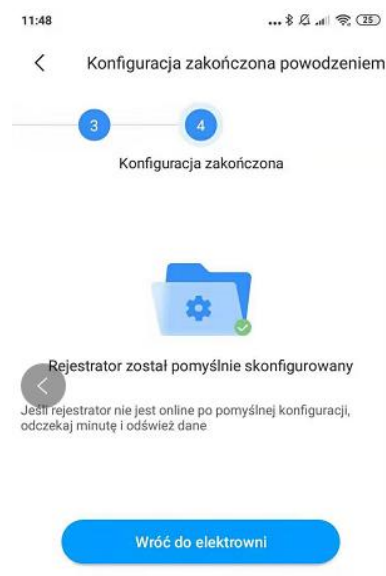 11:48
25
Konfiguracja zakończona powodzeniem
3
4
Konfiguracja zakończona
Rejestrator został pomyślnie skonfigurowany
Jeśli rejestrator nie jest online po pomyślnej konfiguracji,
odczekaj minutę i odśwież dane
Wróć do elektrowni